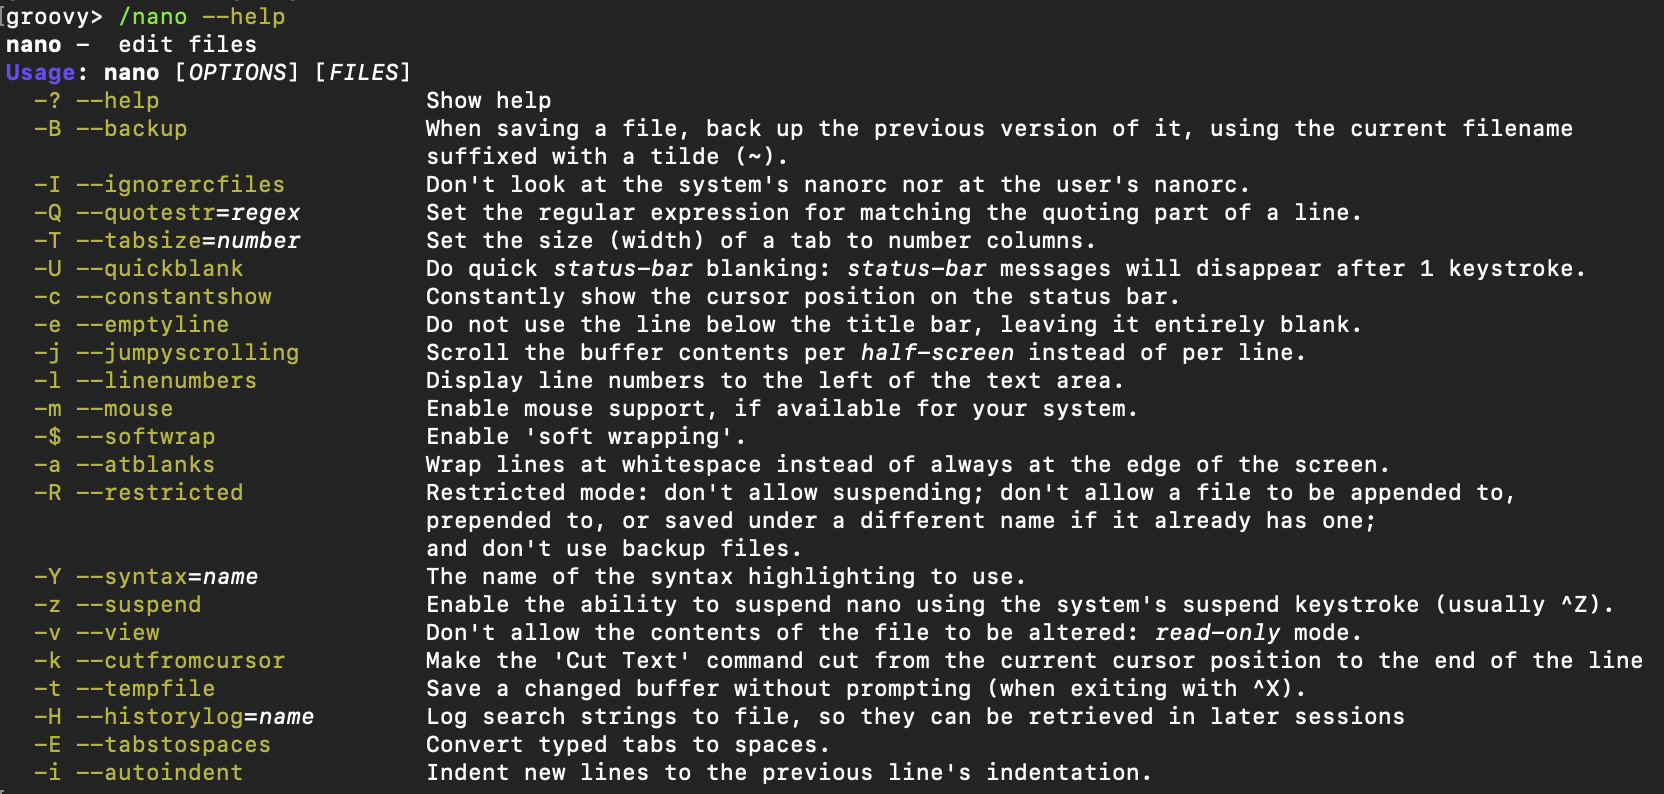 groovy> /nano --help
nano -  edit files
Usage: nano [OPTIONS] [FILES]
  -? --help                   Show help
  -B --backup                 When saving a file, back up the previous version of it, using the current filename
                              suffixed with a tilde (~).
  -I --ignorercfiles          Don't look at the system's nanorc nor at the user's nanorc.
  -Q --quotestr=regex         Set the regular expression for matching the quoting part of a line.
  -T --tabsize=number         Set the size (width) of a tab to number columns.
  -U --quickblank             Do quick status-bar blanking: status-bar messages will disappear after 1 keystroke.
  -c --constantshow           Constantly show the cursor position on the status bar.
  -e --emptyline              Do not use the line below the title bar, leaving it entirely blank.
  -j --jumpyscrolling         Scroll the buffer contents per half-screen instead of per line.
  -l --linenumbers            Display line numbers to the left of the text area.
  -m --mouse                  Enable mouse support, if available for your system.
  -$ --softwrap               Enable 'soft wrapping'.
  -a --atblanks               Wrap lines at whitespace instead of always at the edge of the screen.
  -R --restricted             Restricted mode: don't allow suspending; don't allow a file to be appended to,
                              prepended to, or saved under a different name if it already has one;
                              and don't use backup files.
  -Y --syntax=name            The name of the syntax highlighting to use.
  -z --suspend                Enable the ability to suspend nano using the system's suspend keystroke (usually ^Z).
  -v --view                   Don't allow the contents of the file to be altered: read-only mode.
  -k --cutfromcursor          Make the 'Cut Text' command cut from the current cursor position to the end of the line
  -t --tempfile               Save a changed buffer without prompting (when exiting with ^X).
  -H --historylog=name        Log search strings to file, so they can be retrieved in later sessions
  -E --tabstospaces           Convert typed tabs to spaces.
  -i --autoindent             Indent new lines to the previous line's indentation.